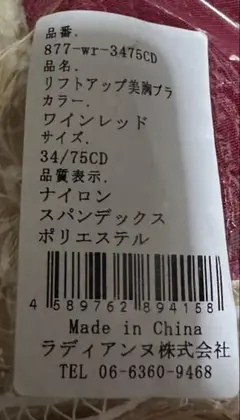 品番.
877-wr-3475CD
品名.
リフトアップ美胸ブラ
カラー.
ワインレッド
サイズ.
34/75CD
品質表示.
ナイロン
スパンデックス
ポリエステル
4 589762 894158
Made in China
ラディアンヌ株式会社
TEL 06-6360-9468